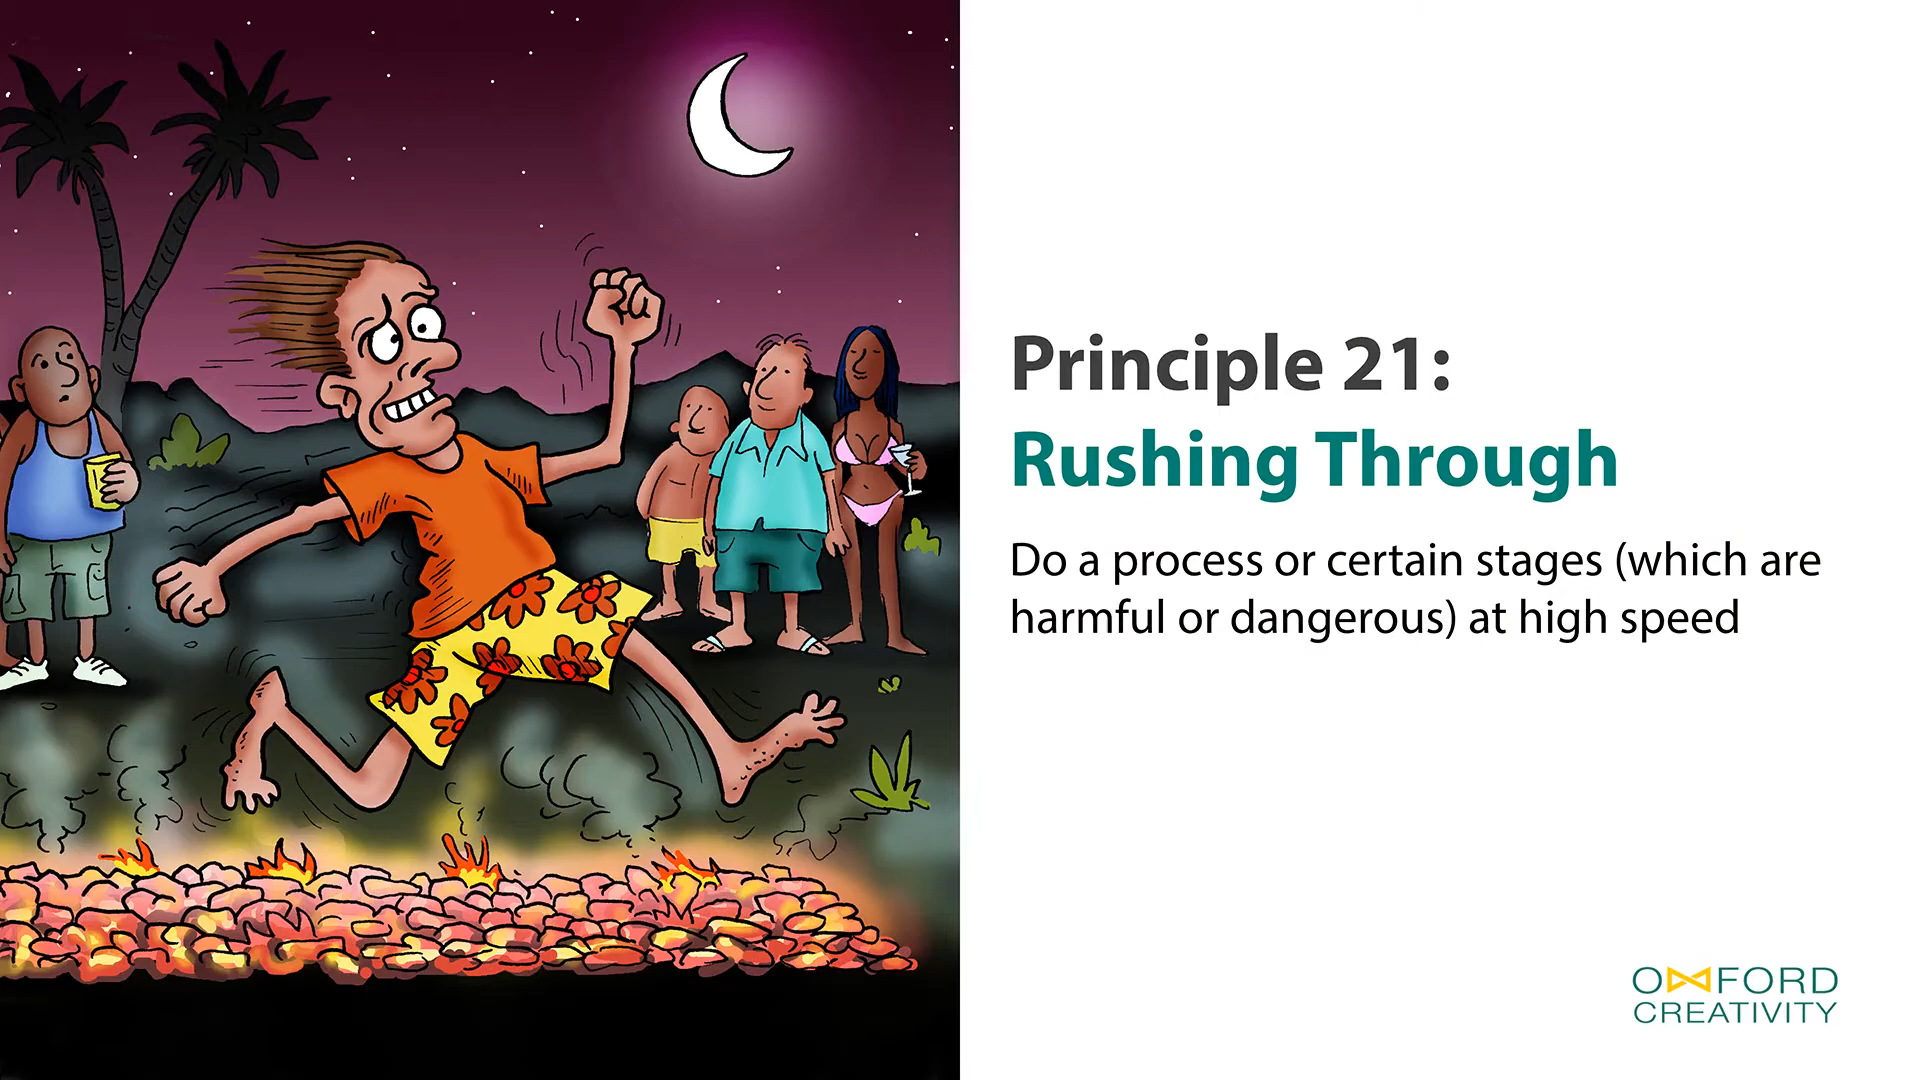 Principle 21:
Rushing Through
Do a process or certain stages (which are
harmful or dangerous) at high speed
OXFORD
CREATIVITY